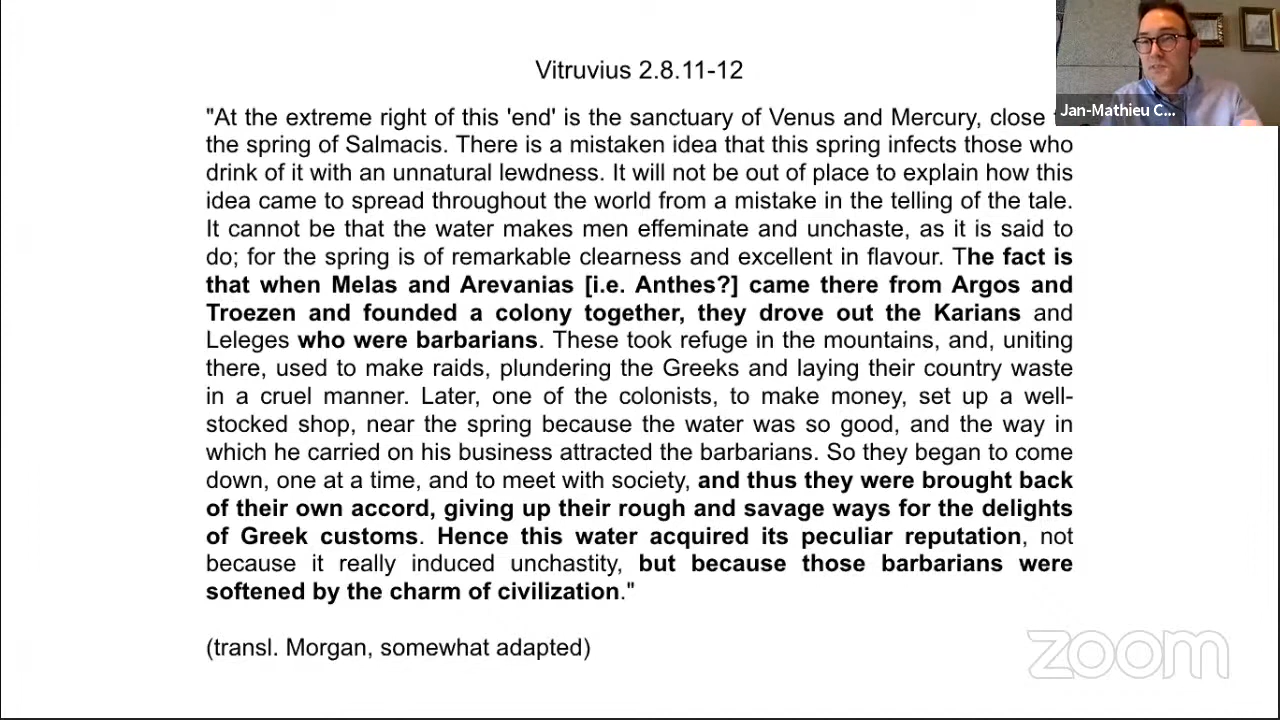 Vitruvius 2.8.11-12
"At the extreme right of this 'end' is the sanctuary of Venus and Mercury, close
the spring of Salmacis. There is a mistaken idea that this spring infects those who
drink of it with an unnatural lewdness. It will not be out of place to explain how this
idea came to spread throughout the world from a mistake in the telling of the tale.
It cannot be that the water makes men effeminate and unchaste, as it is said to
do; for the spring is of remarkable clearness and excellent in flavour. The fact is
that when Melas and Arevanias [i.e. Anthes?] came there from Argos and
Troezen and founded a colony together, they drove out the Karians and
Leleges who were barbarians. These took refuge in the mountains, and, uniting
there, used to make raids, plundering the Greeks and laying their country waste
in a cruel manner. Later, one of the colonists, to make money, set up a well-
stocked shop, near the spring because the water was so good, and the way in
which he carried on his business attracted the barbarians. So they began to come
down, one at a time, and to meet with society, and thus they were brought back
of their own accord, giving up their rough and savage ways for the delights
of Greek customs. Hence this water acquired its peculiar reputation, not
because it really induced unchastity, but because those barbarians were
softened by the charm of civilization."
(transl. Morgan, somewhat adapted)
Jan-Mathieu C...
zoom